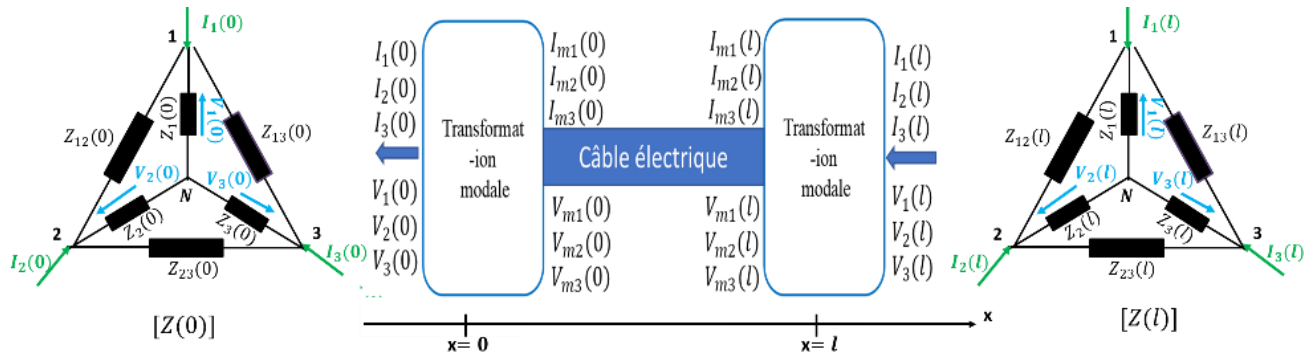 I₁(0)
1
Z₁₂(0)
Z₁(0)
V₁(0)
Z₁₃(0)
V₂(0)
V₃(0)
N
Z₂(0)
Z₃(0)
2
3
Z₂₃(0)
I₂(0)
I₃(0)
[Z(0)]
I₁(0)
I₂(0)
I₃(0)
V₁(0)
V₂(0)
V₃(0)
Transformat
-ion
modale
Iₘ₁(0)
Iₘ₂(0)
Iₘ₃(0)
Câble électrique
Vₘ₁(0)
Vₘ₂(0)
Vₘ₃(0)
Iₘ₁(l)
Iₘ₂(l)
Iₘ₃(l)
Vₘ₁(l)
Vₘ₂(l)
Vₘ₃(l)
Transformat
-ion
modale
I₁(l)
I₂(l)
I₃(l)
V₁(l)
V₂(l)
V₃(l)
x= 0
x= l
x
I₁(l)
1
Z₁₂(l)
Z₁(l)
V₁(l)
Z₁₃(l)
V₂(l)
V₃(l)
N
Z₂(l)
Z₃(l)
2
3
Z₂₃(l)
I₂(l)
I₃(l)
[Z(l)]